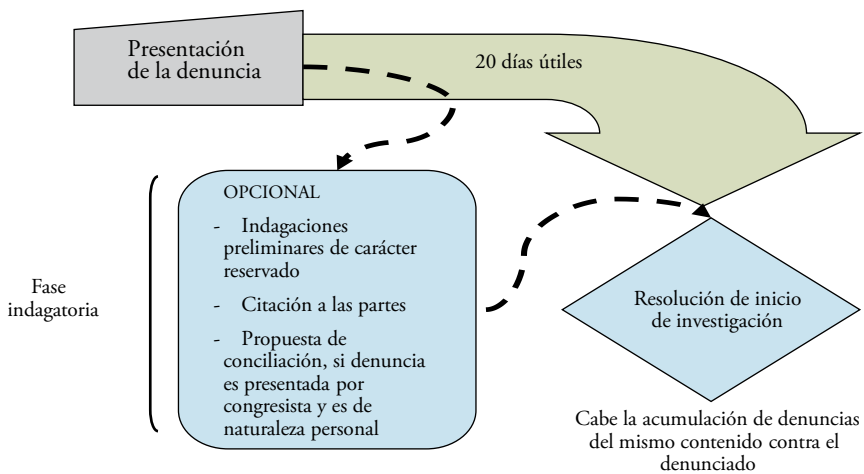 Presentación
de la denuncia
20 días útiles
Fase
indagatoria
OPCIONAL
- Indagaciones
preliminares de carácter
reservado
- Citación a las partes
- Propuesta de
conciliación, si denuncia
es presentada por
congresista y es de
naturaleza personal
Resolución de inicio
de investigación
Cabe la acumulación de denuncias
del mismo contenido contra el
denunciado